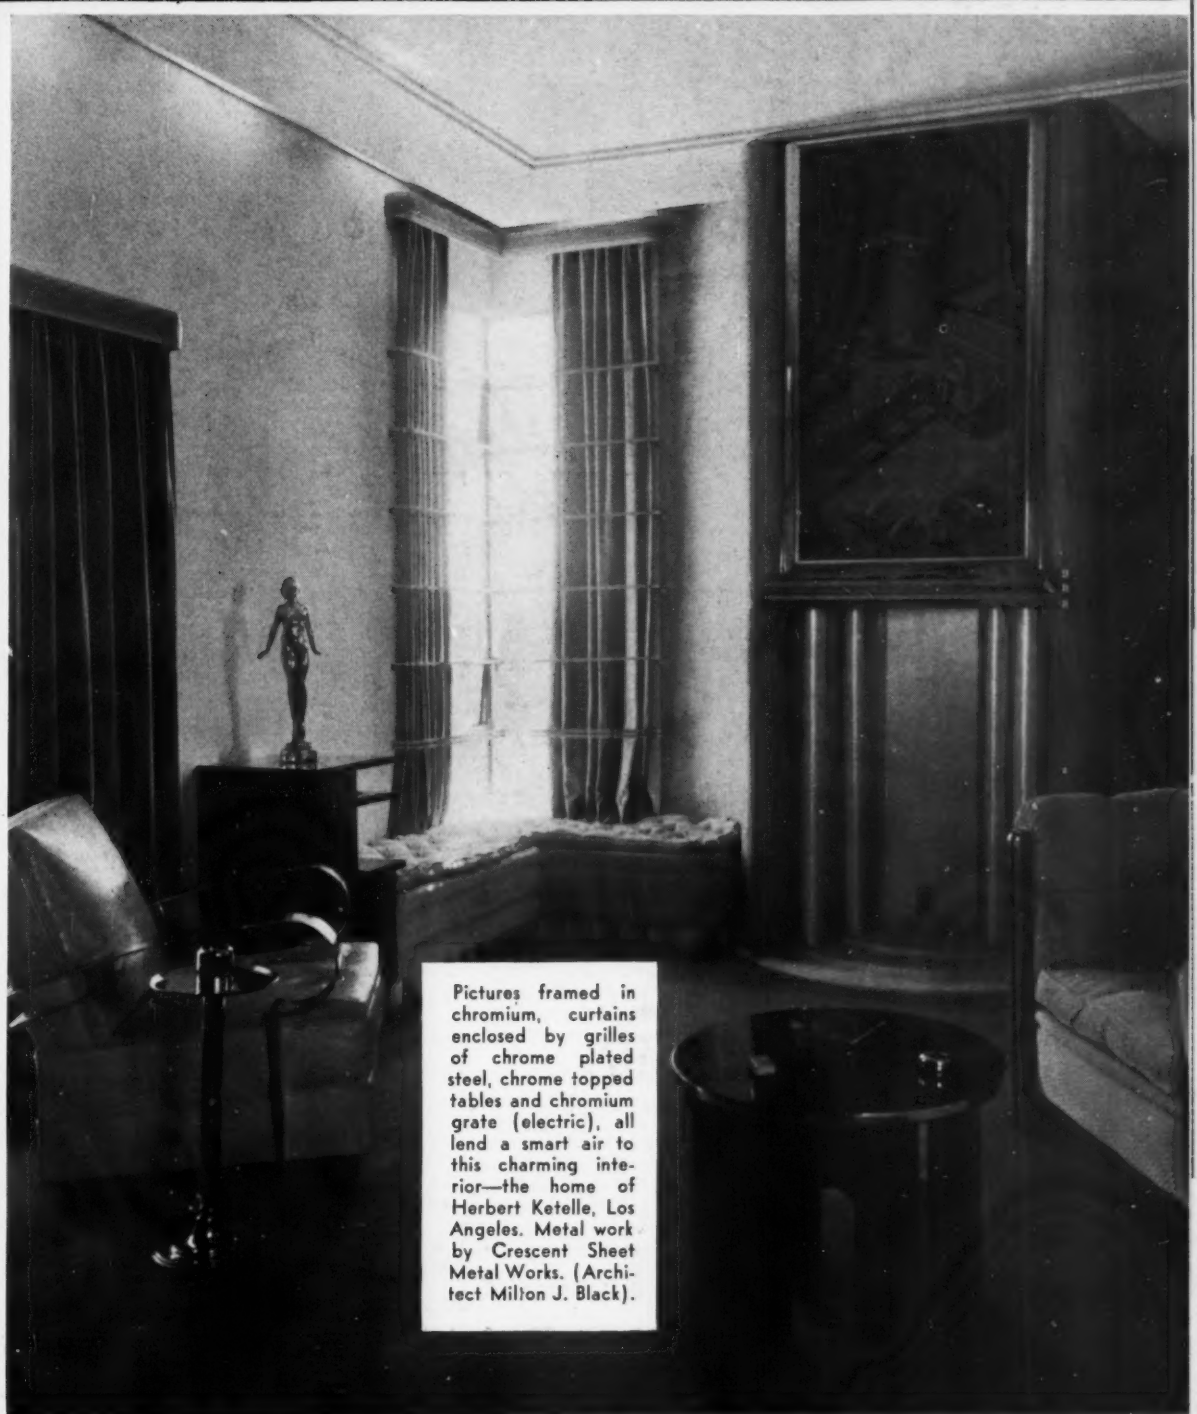 Pictures framed in
chromium, curtains
enclosed by grilles
of chrome plated
steel, chrome topped
tables and chromium
grate (electric), all
lend a smart air to
this charming inte-
rior—the home of
Herbert Ketelle, Los
Angeles. Metal work
by Crescent Sheet
Metal Works. (Archi-
tect Milton J. Black).